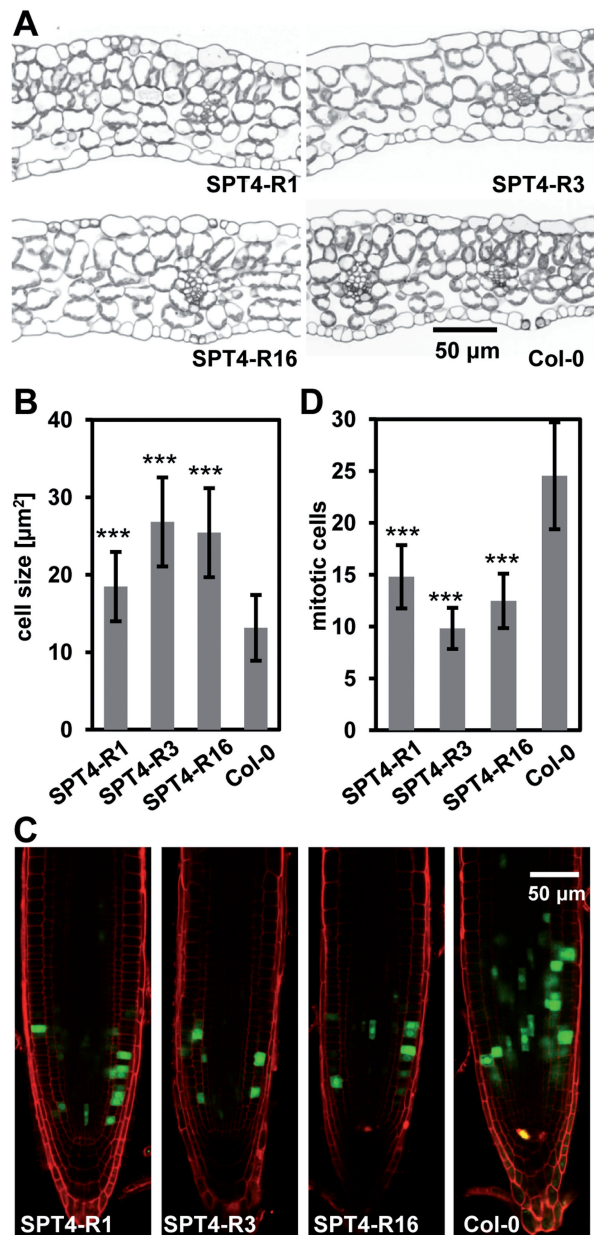 A
SPT4-R1
SPT4-R3
SPT4-R16
50 µm
Col-0
B
cell size [µm²]
40
30
20
10
0
***
***
***
SPT4-R1
SPT4-R3
SPT4-R16
Col-0
D
mitotic cells
30
25
20
15
10
5
0
***
***
***
SPT4-R1
SPT4-R3
SPT4-R16
Col-0
C
50 µm
SPT4-R1
SPT4-R3
SPT4-R16
Col-0